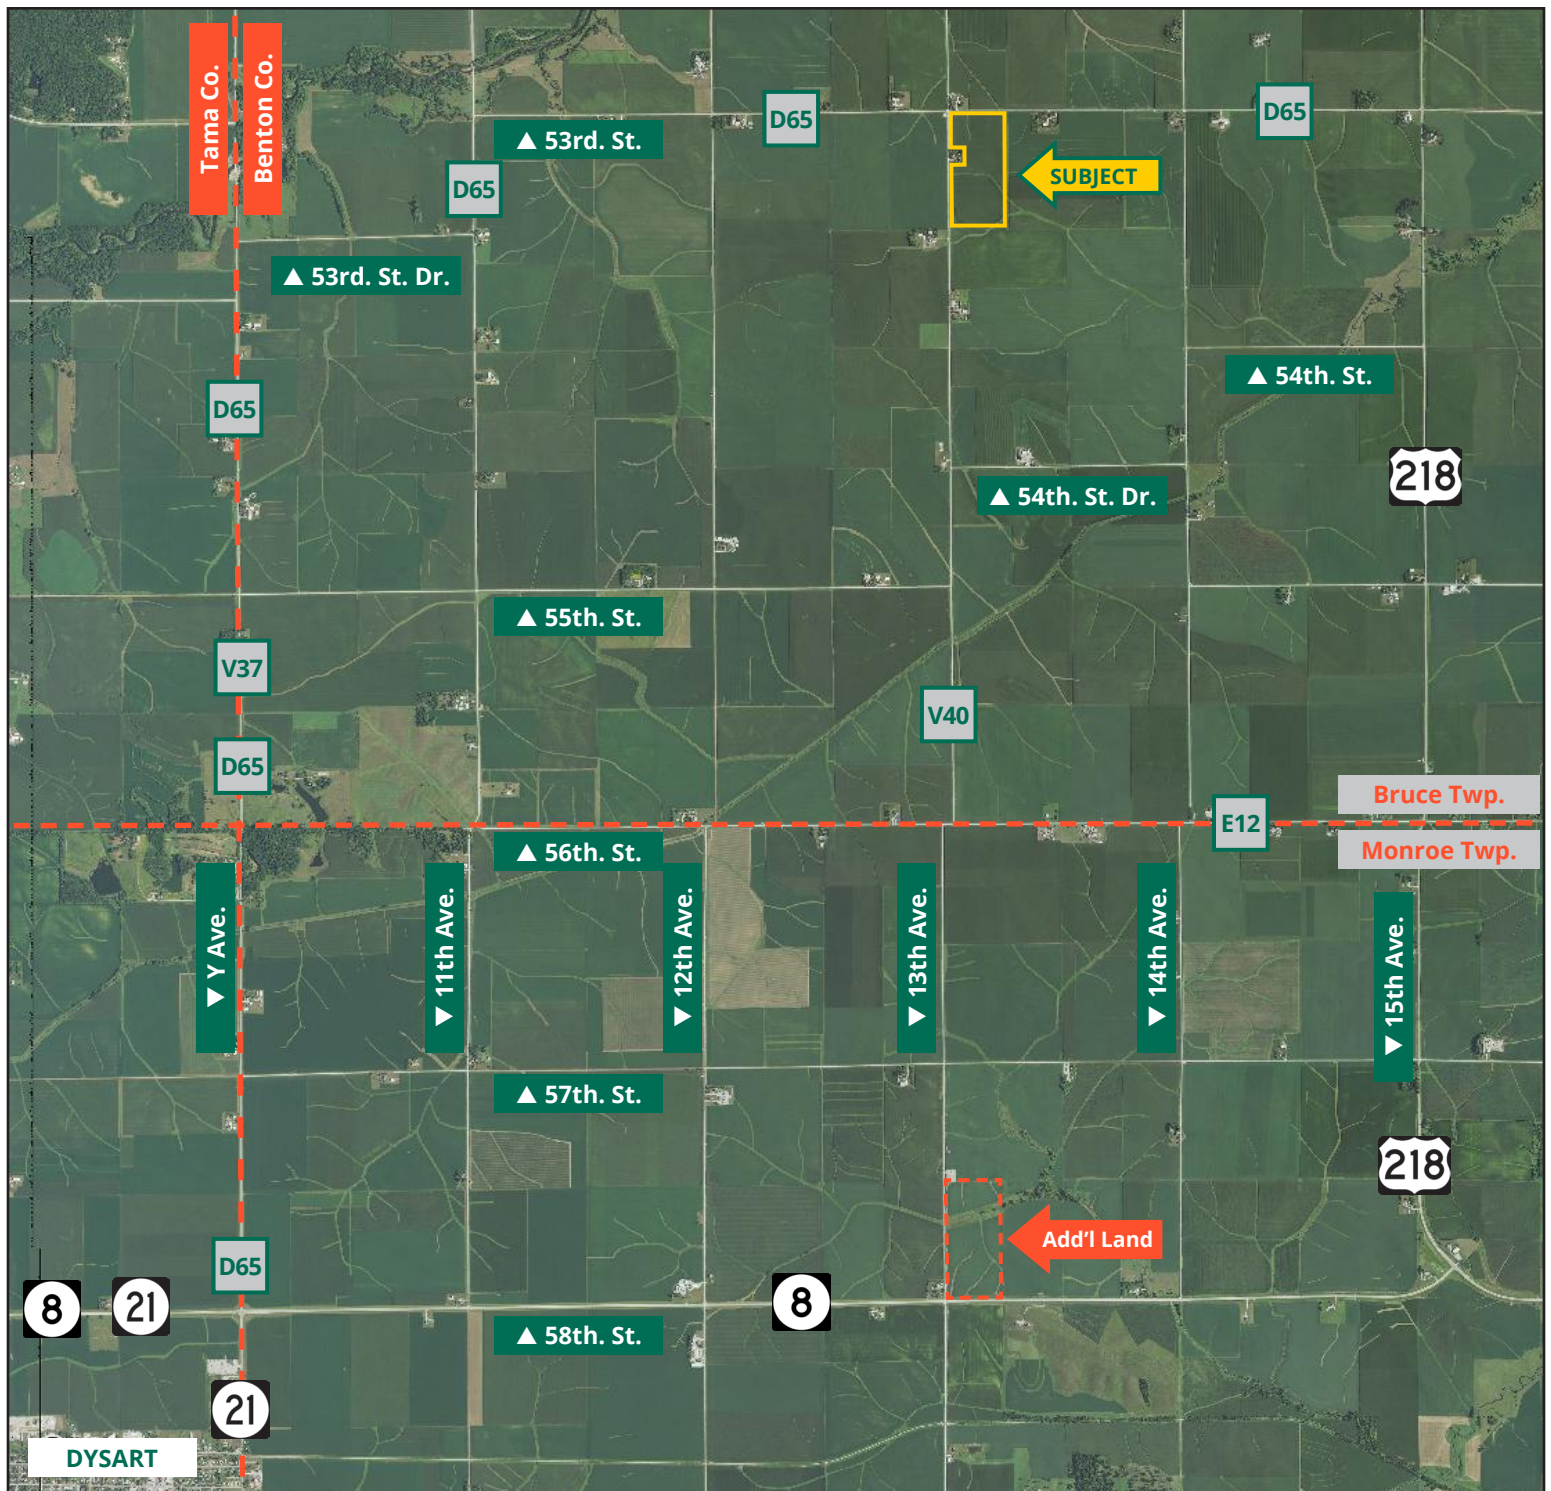 Tama Co.
Benton Co.
D65
D65
▲ 53rd. St.
SUBJECT
D65
▲ 53rd. St. Dr.
▲ 54th. St.
D65
218
▲ 54th. St. Dr.
▲ 55th. St.
V37
V40
D65
Bruce Twp.
E12
▲ 56th. St.
Monroe Twp.
▼ Y Ave.
▼ 11th Ave.
▼ 12th Ave.
▼ 13th Ave.
▼ 14th Ave.
▼ 15th Ave.
▲ 57th. St.
218
Add'l Land
D65
8
21
8
▲ 58th. St.
21
DYSART